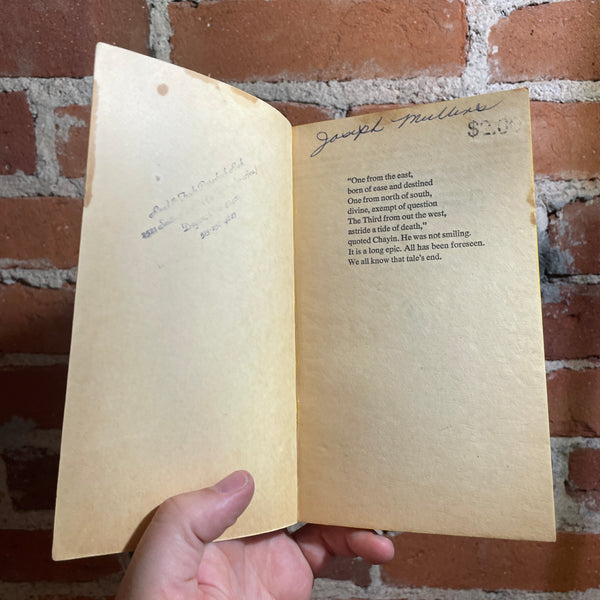 Joseph Mullins
$2.00
"One from the east,
born of ease and destined
One from north of south,
divine, exempt of question
The Third from out the west,
astride a tide of death,"
quoted Chayin. He was not smiling.
It is a long epic. All has been foreseen.
We all know that tale's end.